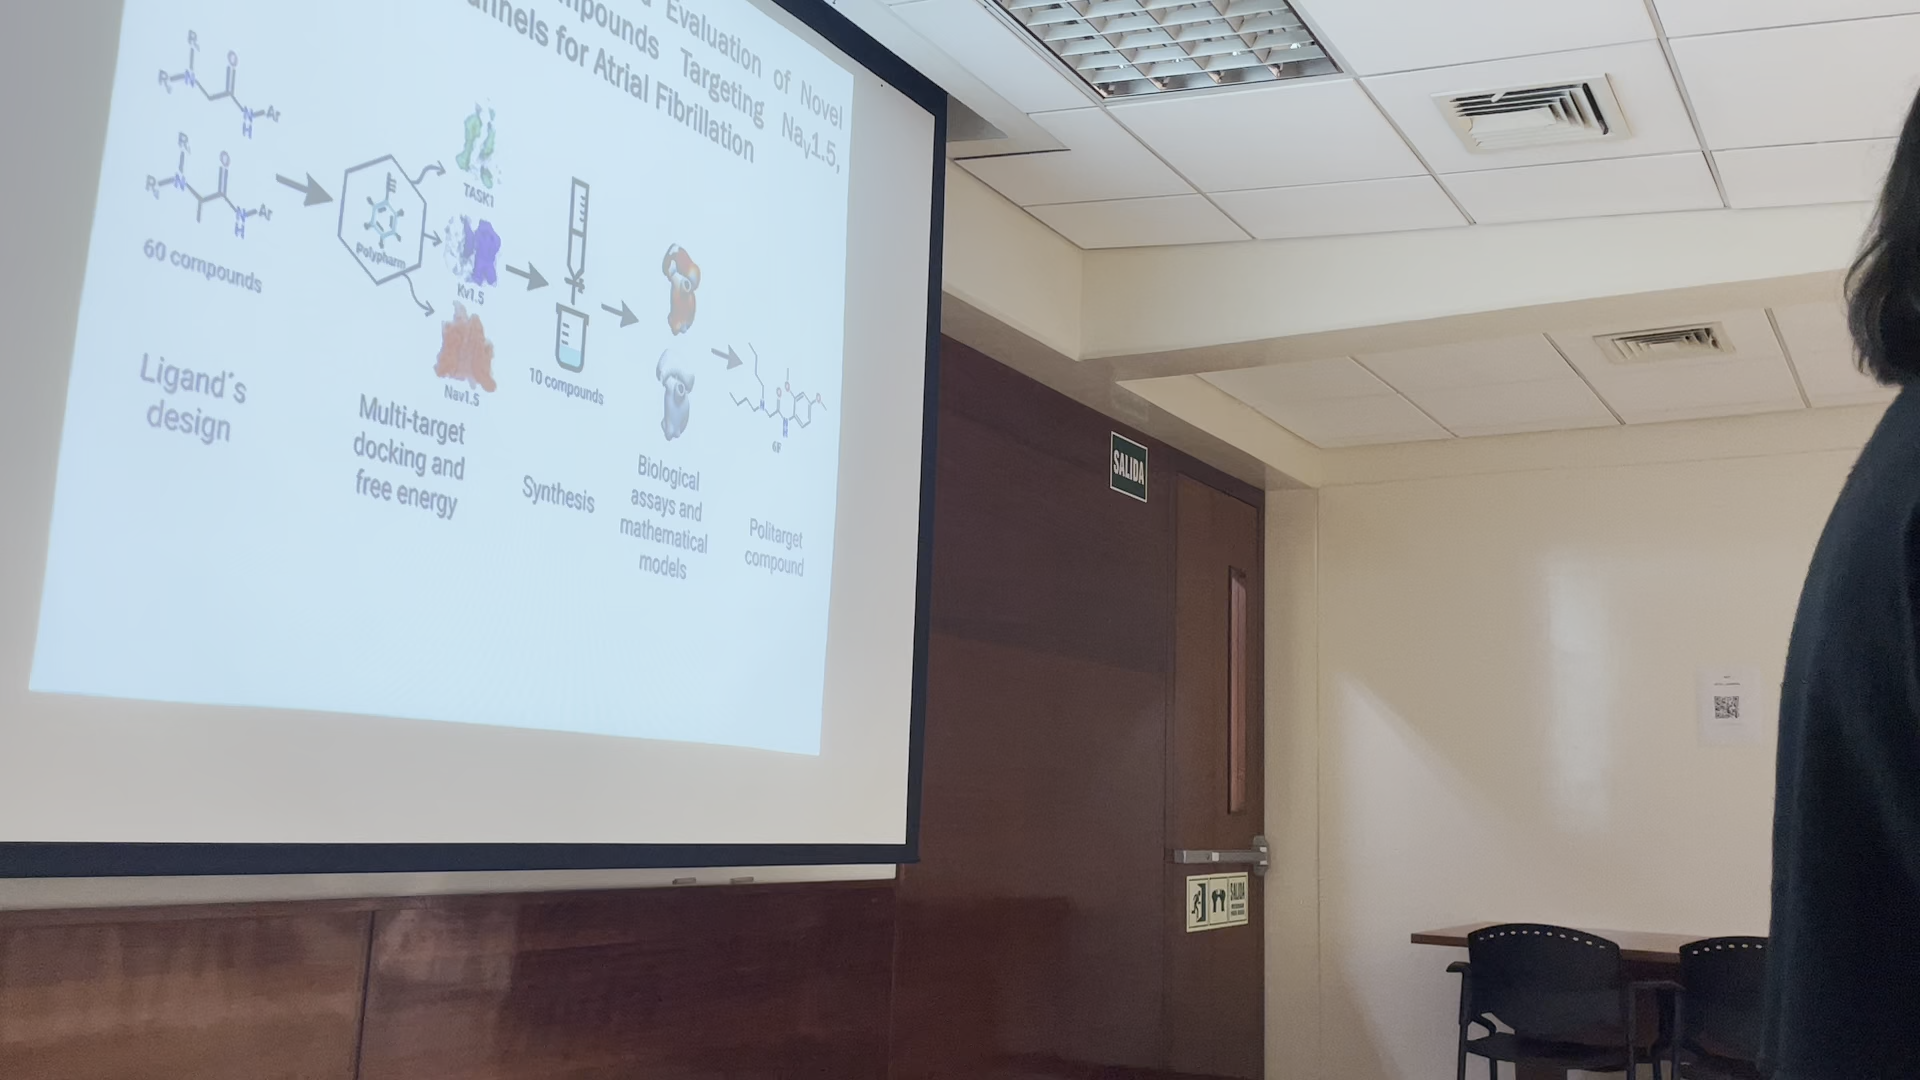 Evaluation of Novel
mpounds Targeting Nav1.5,
annels for Atrial Fibrillation
R
O
R
N
N
Ar
H
R
O
R
N
N
Ar
H
60 compounds
Ligand´s
design
polypharm
TASK1
Kv1.5
Nav1.5
Multi-target
docking and
free energy
10 compounds
Synthesis
Biological
assays and
mathematical
models
6F
Politarget
compound
SALIDA
SALIDA